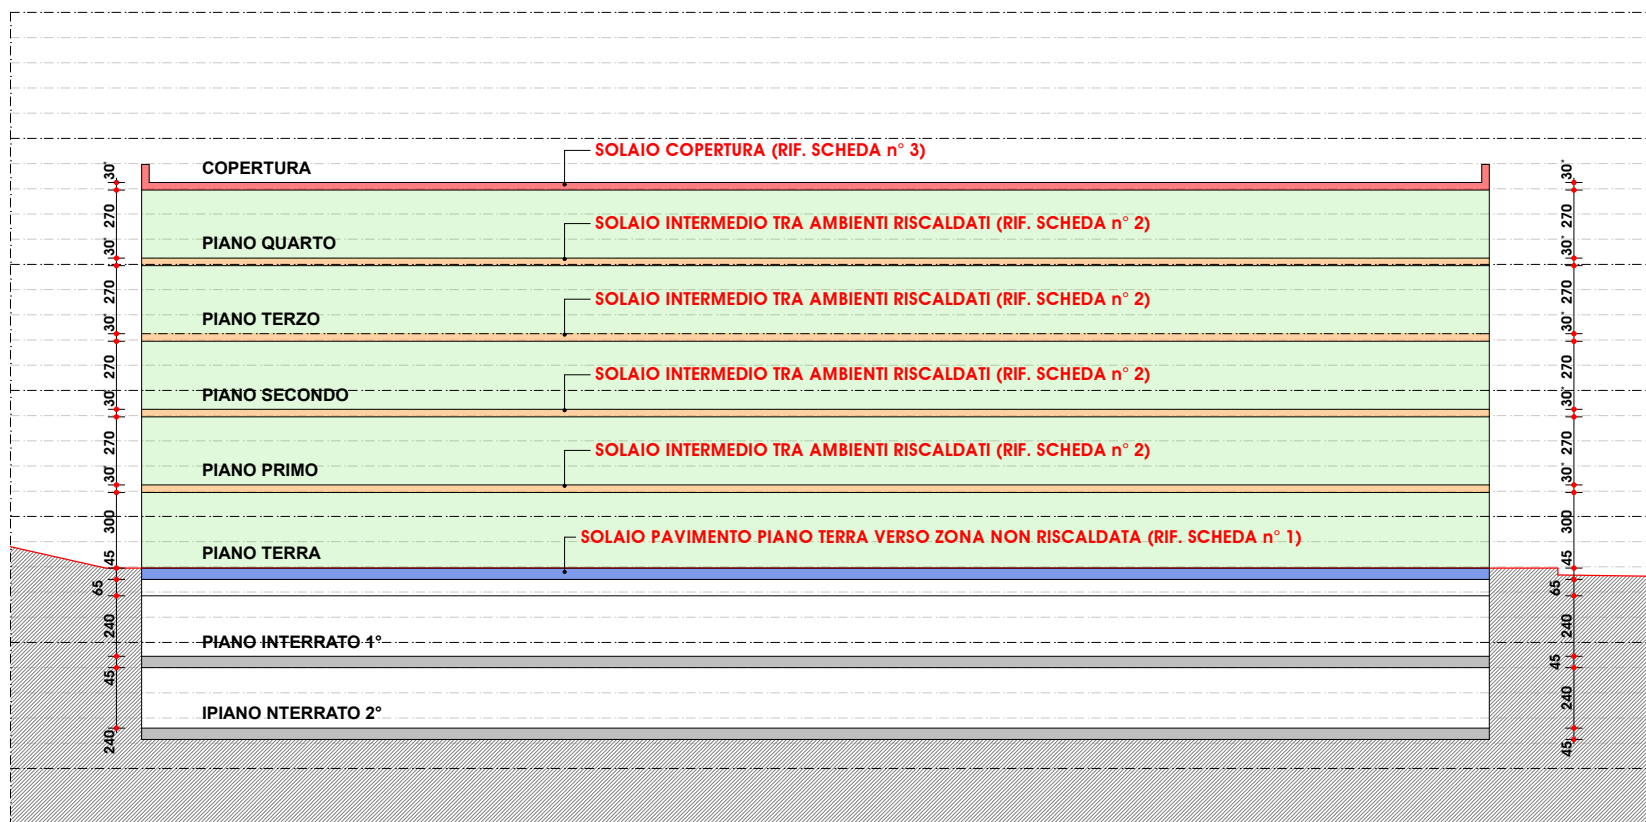 SOLAIO COPERTURA (RIF. SCHEDA n° 3)
COPERTURA
30°
30°
270
270
SOLAIO INTERMEDIO TRA AMBIENTI RISCALDATI (RIF. SCHEDA n° 2)
PIANO QUARTO
30°
30°
270
270
SOLAIO INTERMEDIO TRA AMBIENTI RISCALDATI (RIF. SCHEDA n° 2)
PIANO TERZO
30°
30°
270
270
SOLAIO INTERMEDIO TRA AMBIENTI RISCALDATI (RIF. SCHEDA n° 2)
PIANO SECONDO
30°
30°
270
270
SOLAIO INTERMEDIO TRA AMBIENTI RISCALDATI (RIF. SCHEDA n° 2)
PIANO PRIMO
30°
30°
300
300
SOLAIO PAVIMENTO PIANO TERRA VERSO ZONA NON RISCALDATA (RIF. SCHEDA n° 1)
PIANO TERRA
45
45
65
65
240
240
PIANO INTERRATO 1°
45
45
240
IPIANO NTERRATO 2°
240
45